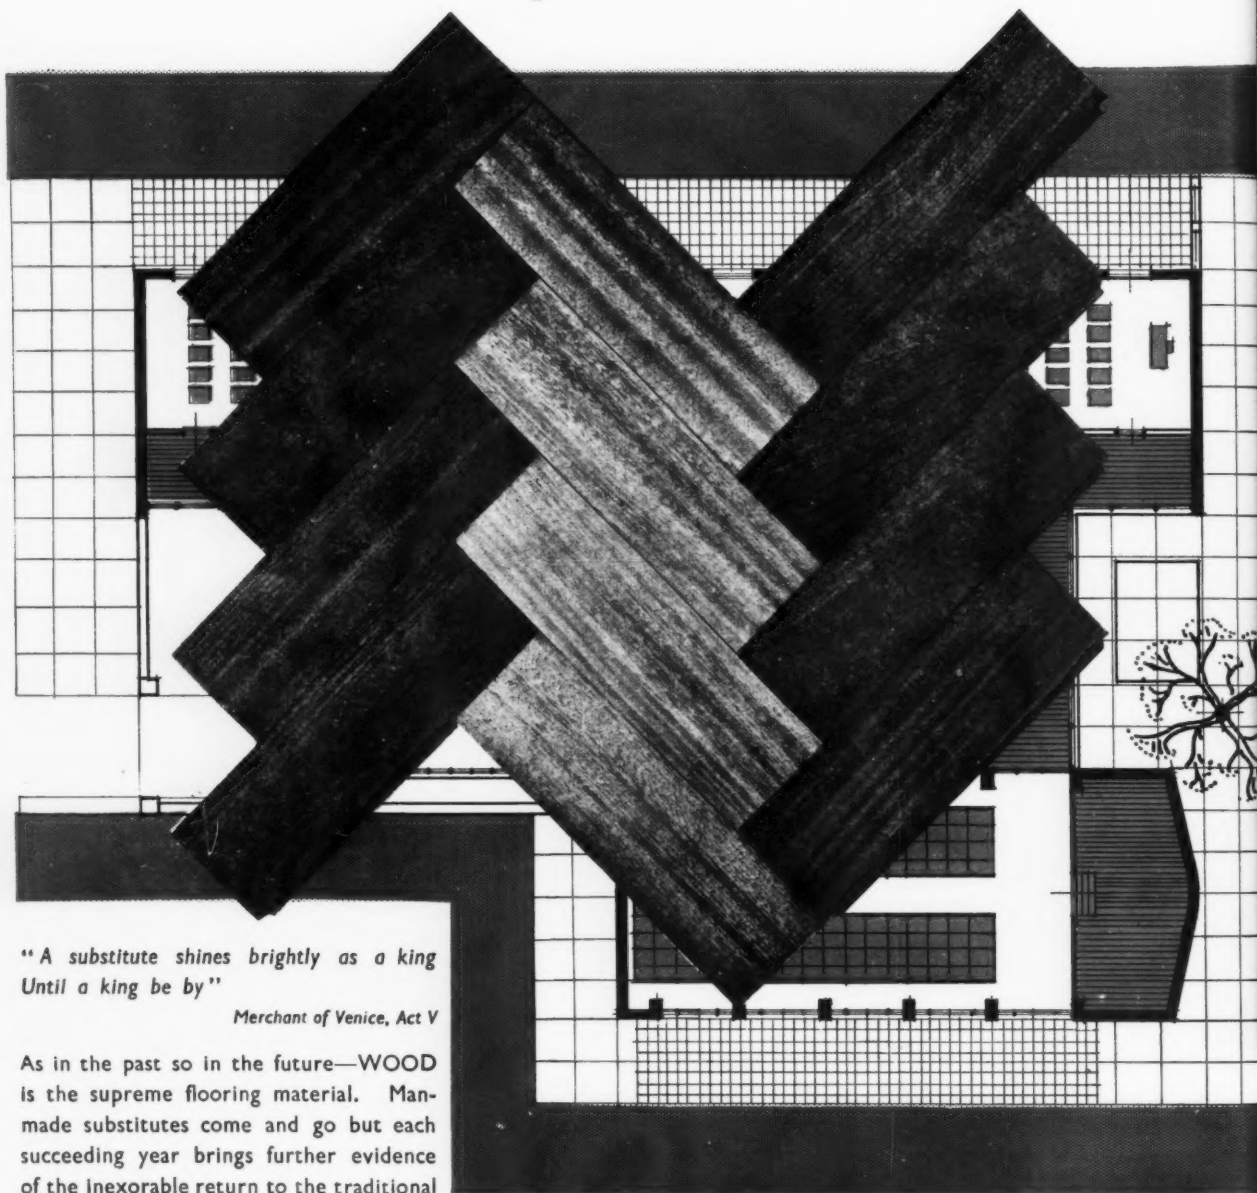 “A substitute shines brightly as a king
Until a king be by”
Merchant of Venice, Act V
As in the past so in the future—WOOD
is the supreme flooring material. Man-
made substitutes come and go but each
succeeding year brings further evidence
of the inexorable return to the traditional